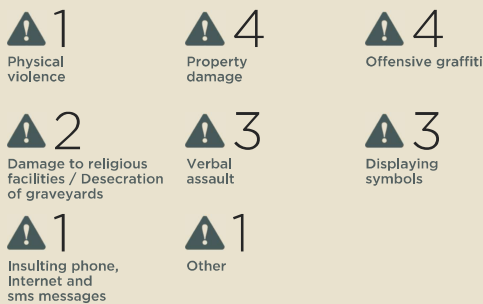 1
Physical
violence
4
Property
damage
4
Offensive graffiti
2
Damage to religious
facilities / Desecration
of graveyards
3
Verbal
assault
3
Displaying
symbols
1
Insulting phone,
Internet and
sms messages
1
Other